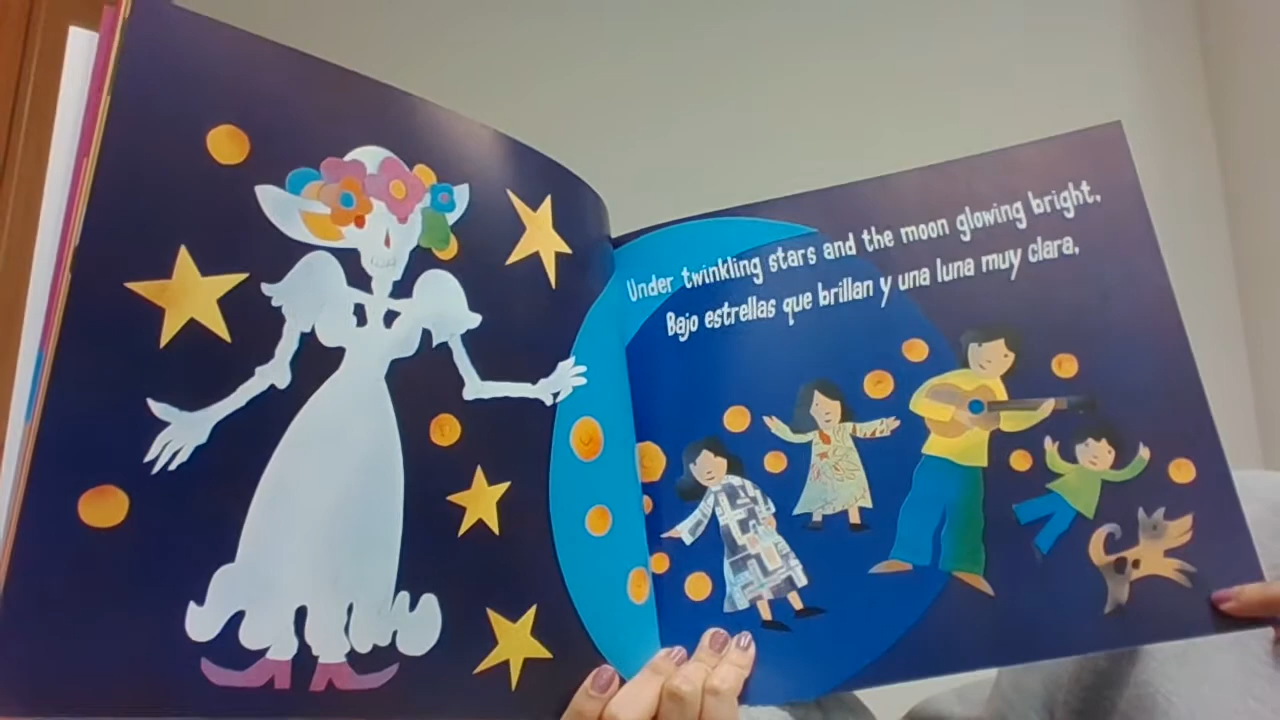 Under twinkling stars and the moon glowing bright,
Bajo estrellas que brillan y una luna muy clara,